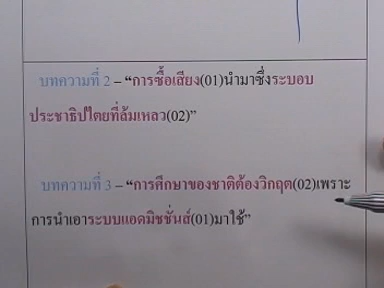 บทความที่ 2 – “การซื้อเสียง(01)นำมาซึ่งระบอบ
ประชาธิปไตยที่ล้มเหลว(02)”
บทความที่ 3 – “การศึกษาของชาติต้องวิกฤต(02)เพราะ
การนำเอาระบบแอดมิชชั่นส์(01)มาใช้”